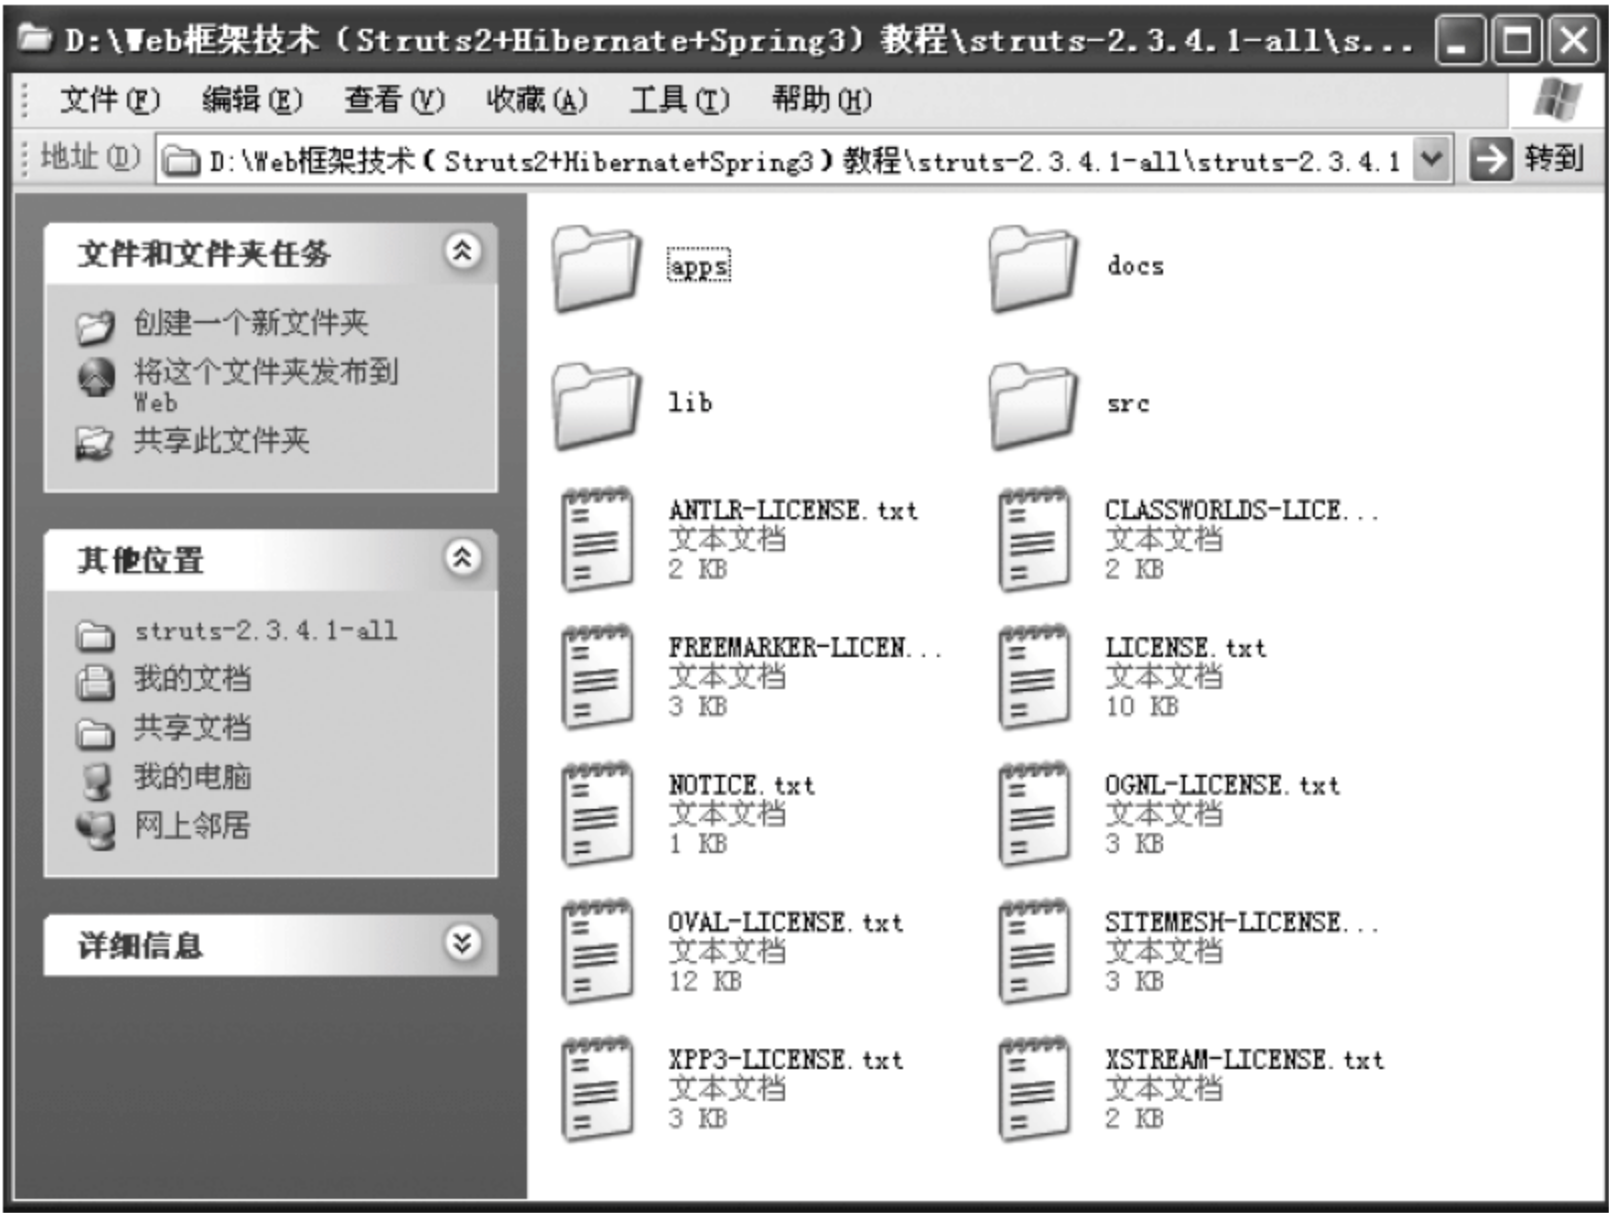 D:\Web框架技术（Struts2+Hibernate+Spring3）教程\struts-2.3.4.1-all\s...
文件(F) 编辑(E) 查看(V) 收藏(A) 工具(T) 帮助(H)
地址(D) D:\Web框架技术（Struts2+Hibernate+Spring3）教程\struts-2.3.4.1-all\struts-2.3.4.1 转到
文件和文件夹任务
创建一个新文件夹
将这个文件夹发布到
Web
共享此文件夹
其他位置
struts-2.3.4.1-all
我的文档
共享文档
我的电脑
网上邻居
详细信息
apps
docs
lib
src
ANTLR-LICENSE.txt
文本文档
2 KB
CLASSWORLDS-LICE...
文本文档
2 KB
FREEMARKER-LICEN...
文本文档
3 KB
LICENSE.txt
文本文档
10 KB
NOTICE.txt
文本文档
1 KB
OGNL-LICENSE.txt
文本文档
3 KB
OVAL-LICENSE.txt
文本文档
12 KB
SITEMESH-LICENSE...
文本文档
3 KB
XPP3-LICENSE.txt
文本文档
3 KB
XSTREAM-LICENSE.txt
文本文档
2 KB